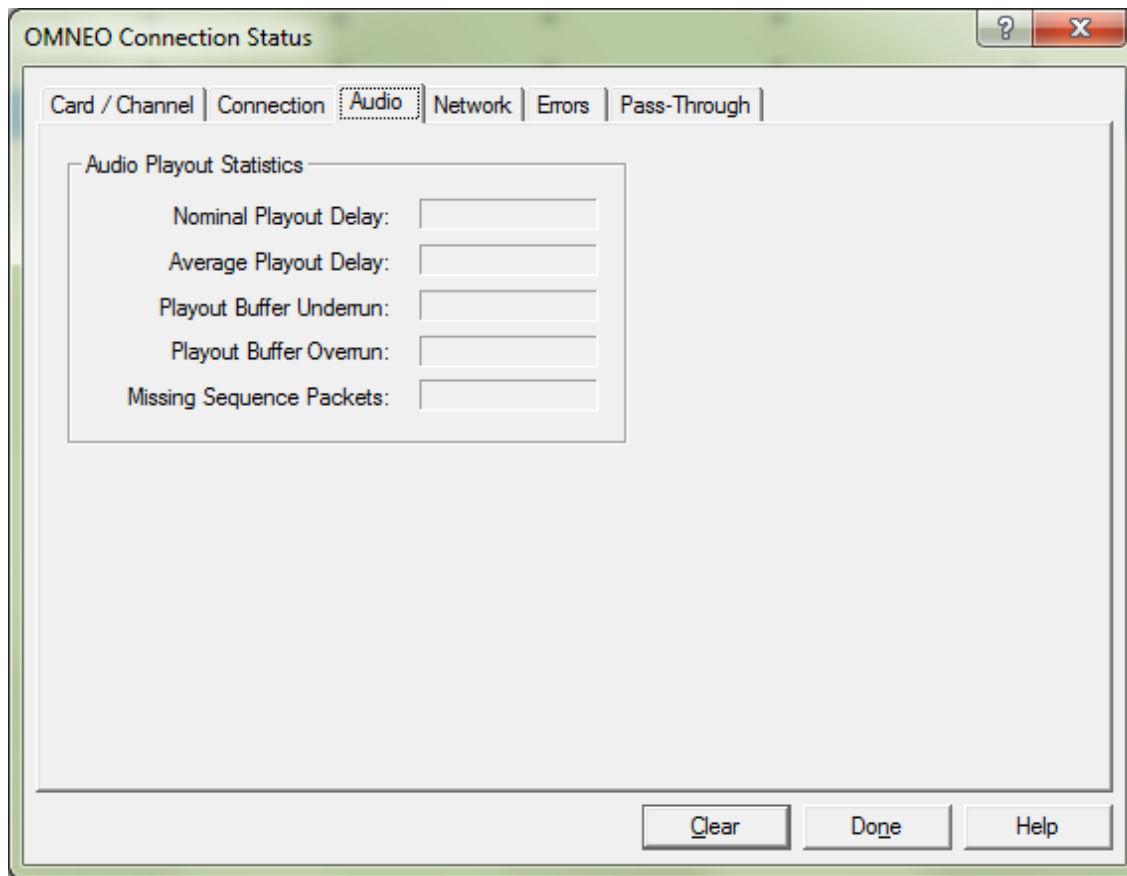 OMNEO Connection Status
?
Card / Channel Connection Audio Network Errors Pass-Through
Audio Playout Statistics
Nominal Playout Delay:
Average Playout Delay:
Playout Buffer Underrun:
Playout Buffer Overrun:
Missing Sequence Packets:
Clear Done Help